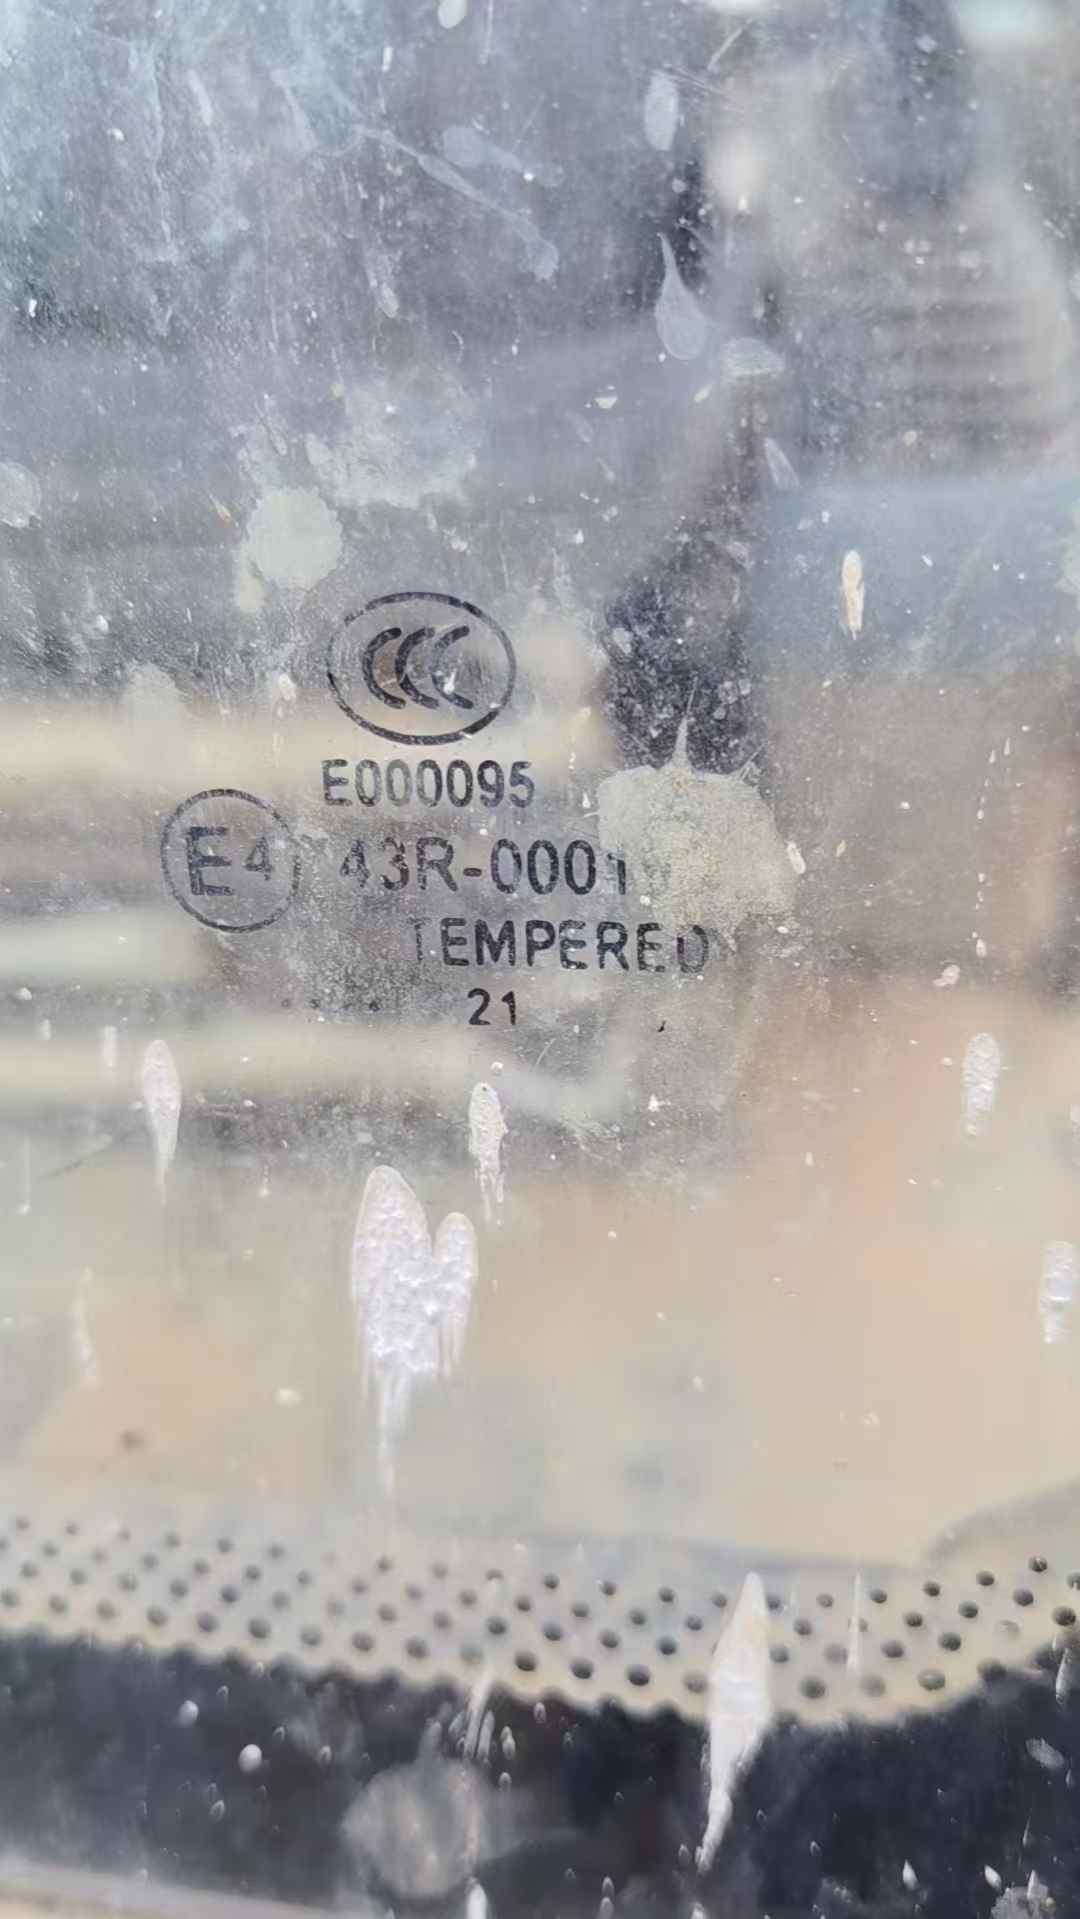 CCC
E000095
E4 43R-0001
TEMPERED
21